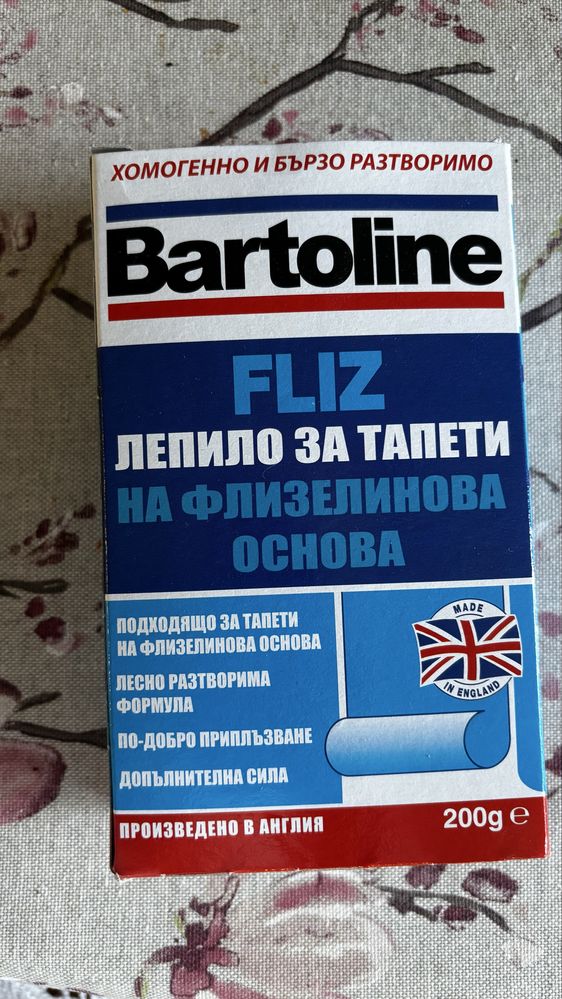 ХОМОГЕННО И БЪРЗО РАЗТВОРИМО
Bartoline
FLIZ
ЛЕПИЛО ЗА ТАПЕТИ
НА ФЛИЗЕЛИНОВА
ОСНОВА
ПОДХОДЯЩО ЗА ТАПЕТИ
НА ФЛИЗЕЛИНОВА ОСНОВА
ЛЕСНО РАЗТВОРИМА
ФОРМУЛА
ПО-ДОБРО ПРИПЛЪЗВАНЕ
ДОПЪЛНИТЕЛНА СИЛА
MADE
IN ENGLAND
ПРОИЗВЕДЕНО В АНГЛИЯ
200g ℮